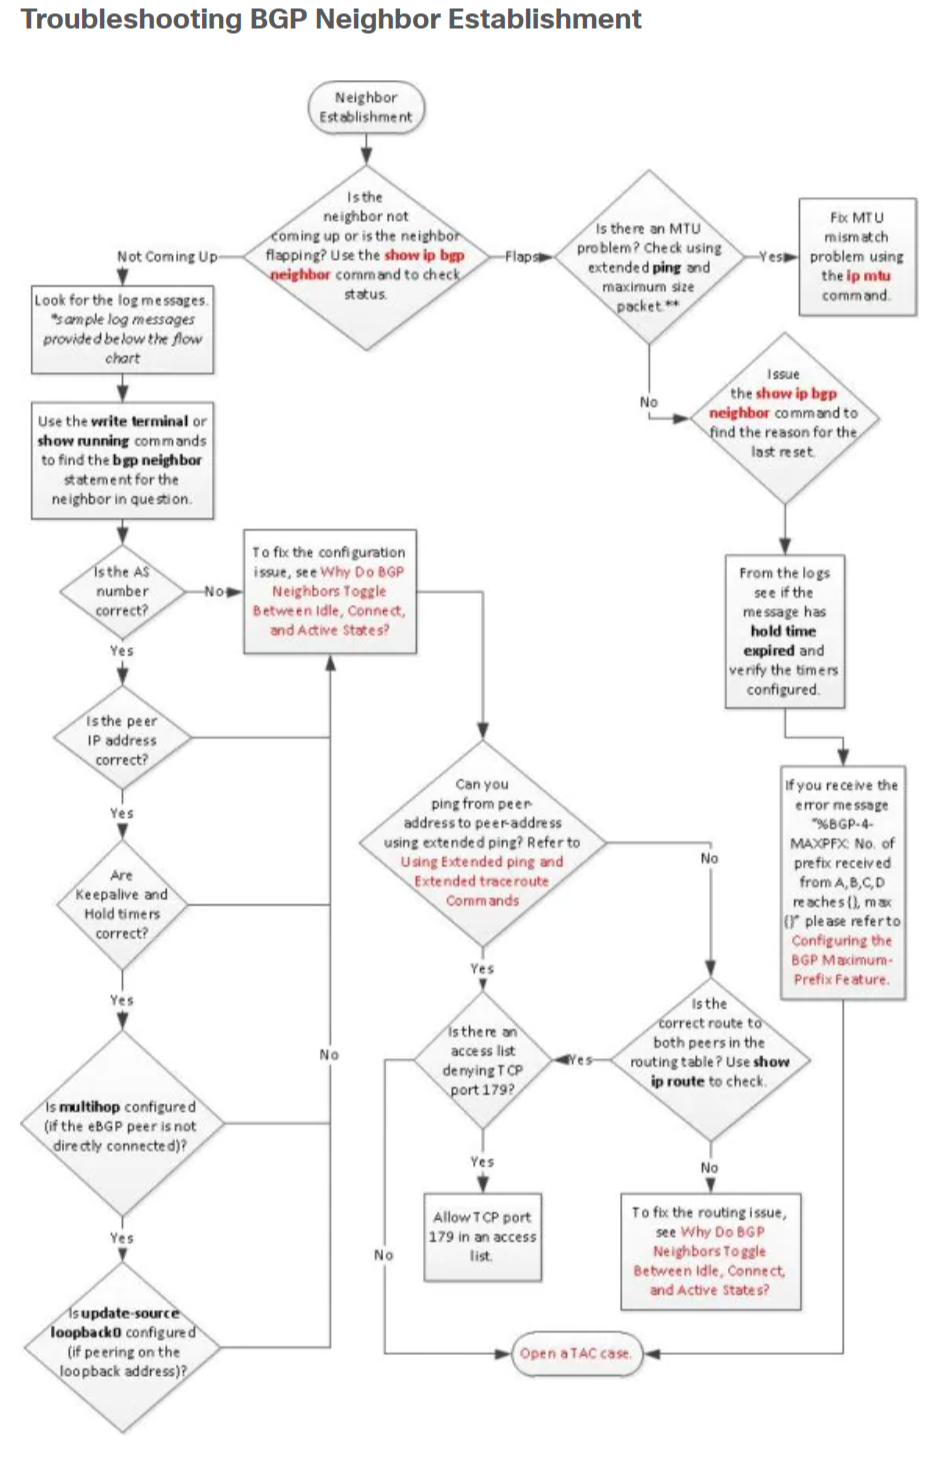 Troubleshooting BGP Neighbor Establishment
Neighbor
Establishment
Is the
neighbor not
coming up or is the neighbor
flapping? Use the show ip bgp
neighbor command to check
status.
Not Coming Up
Flaps
Is there an MTU
problem? Check using
extended ping and
maximum size
packet.**
Yes
Fix MTU
mismatch
problem using
the ip mtu
command.
Look for the log messages.
*sample log messages
provided below the flow
chart
No
Issue
the show ip bgp
neighbor command to
find the reason for the
last reset.
Use the write terminal or
show running commands
to find the bgp neighbor
statement for the
neighbor in question.
Is the AS
number
correct?
No
To fix the configuration
issue, see Why Do BGP
Neighbors Toggle
Between Idle, Connect,
and Active States?
From the logs
see if the
message has
hold time
expired and
verify the timers
configured.
Yes
Is the peer
IP address
correct?
Yes
Can you
ping from peer-
address to peer-address
using extended ping? Refer to
Using Extended ping and
Extended traceroute
Commands
No
If you receive the
error message
"%BGP-4-
MAXPFX: No. of
prefix received
from A,B,C,D
reaches (), max
()" please refer to
Configuring the
BGP Maximum-
Prefix Feature.
Are
Keepalive and
Hold timers
correct?
Yes
Yes
Is there an
access list
denying TCP
port 179?
Yes
Is the
correct route to
both peers in the
routing table? Use show
ip route to check.
No
Is multihop configured
(if the eBGP peer is not
directly connected)?
Yes
No
Yes
Allow TCP port
179 in an access
list.
To fix the routing issue,
see Why Do BGP
Neighbors Toggle
Between Idle, Connect,
and Active States?
No
Is update-source
loopback0 configured
(if peering on the
loopback address)?
Open a TAC case.